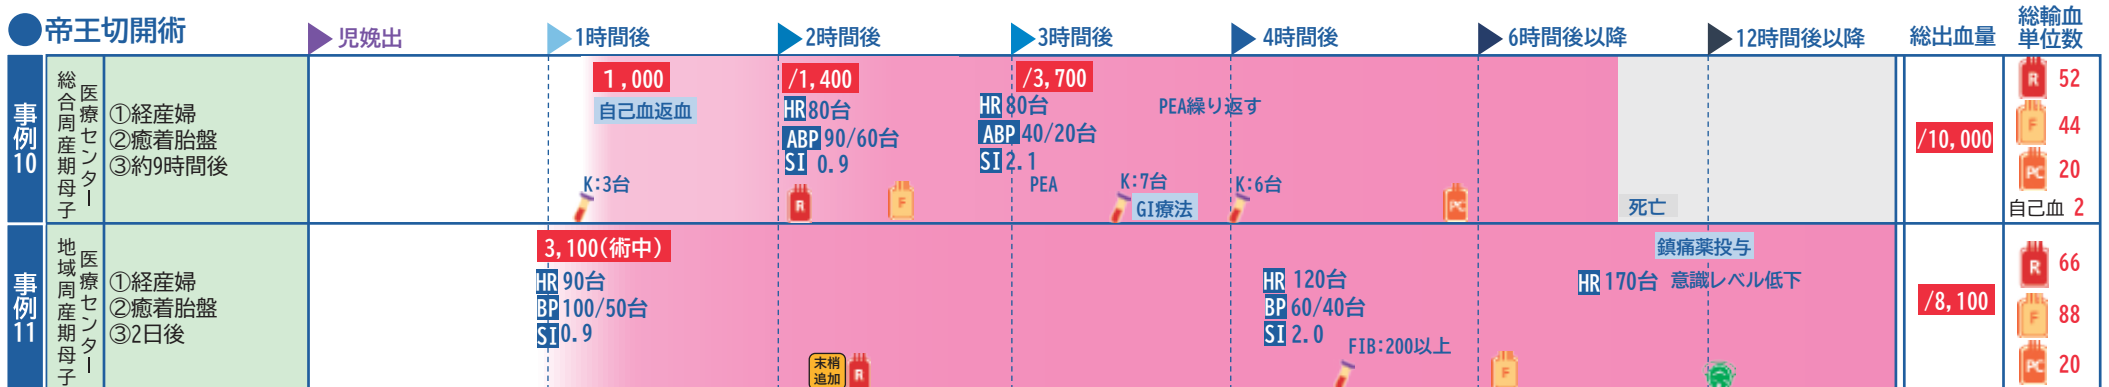 ●帝王切開術
児娩出
1時間後
2時間後
3時間後
4時間後
6時間後以降
12時間後以降
総出血量
総輸血
単位数
事例10
総合周産期母子
医療センター
①経産婦
②癒着胎盤
③約9時間後
1,000
自己血返血
K:3台
/1,400
HR 80台
ABP 90/60台
SI 0.9
R
F
/3,700
HR 80台
ABP 40/20台
SI 2.1
PEA
PEA繰り返す
K:7台
GI療法
K:6台
PC
死亡
/10,000
R 52
F 44
PC 20
自己血 2
事例11
地域周産期母子
医療センター
①経産婦
②癒着胎盤
③2日後
3,100(術中)
HR 90台
BP 100/50台
SI 0.9
末梢
追加
R
HR 120台
BP 60/40台
SI 2.0
FIB:200以上
F
鎮痛薬投与
HR 170台 意識レベル低下
/8,100
R 66
F 88
PC 20